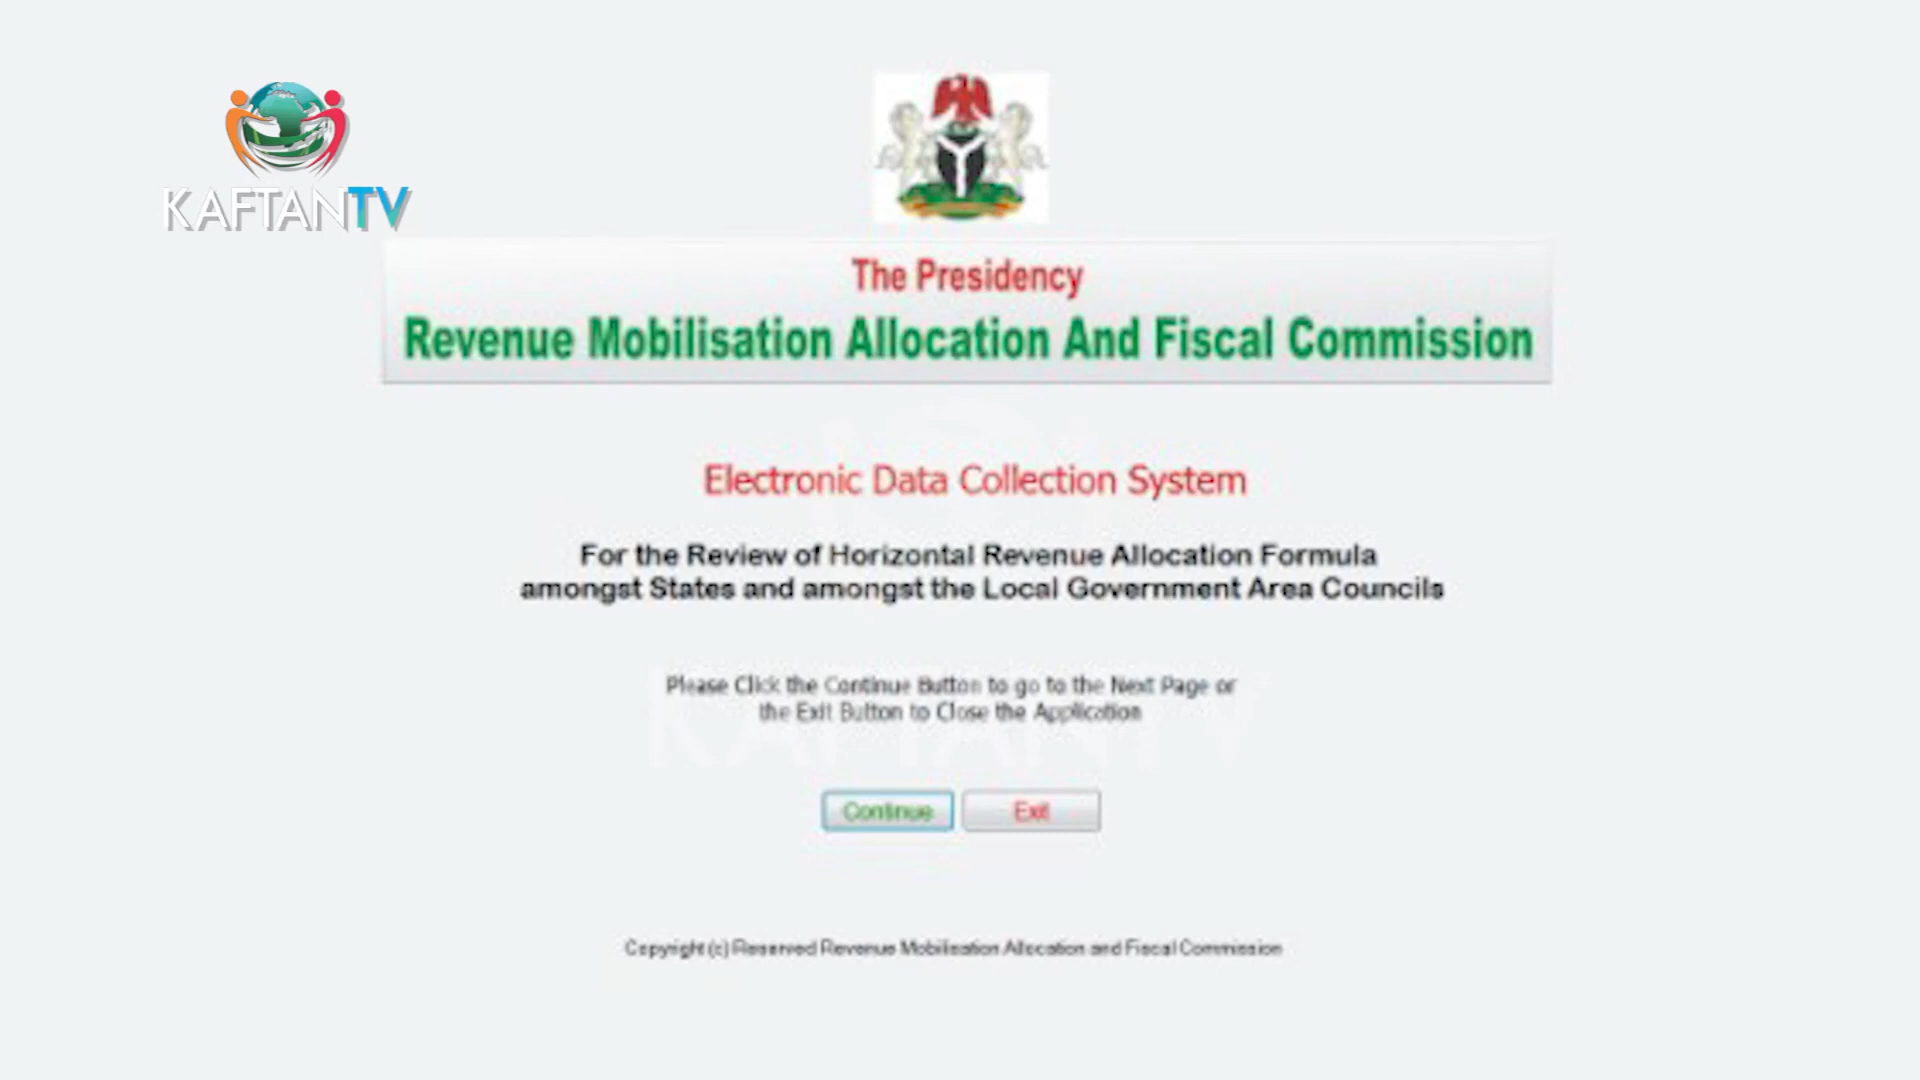 KAFTANTV
The Presidency
Revenue Mobilisation Allocation And Fiscal Commission
Electronic Data Collection System
For the Review of Horizontal Revenue Allocation Formula
amongst States and amongst the Local Government Area Councils
Please Click the Continue Button to go to the Next Page or
the Exit Button to Close the Application
KAFTANTV
Continue
Exit
Copyright (c) Reserved Revenue Mobilisation Allocation and Fiscal Commission